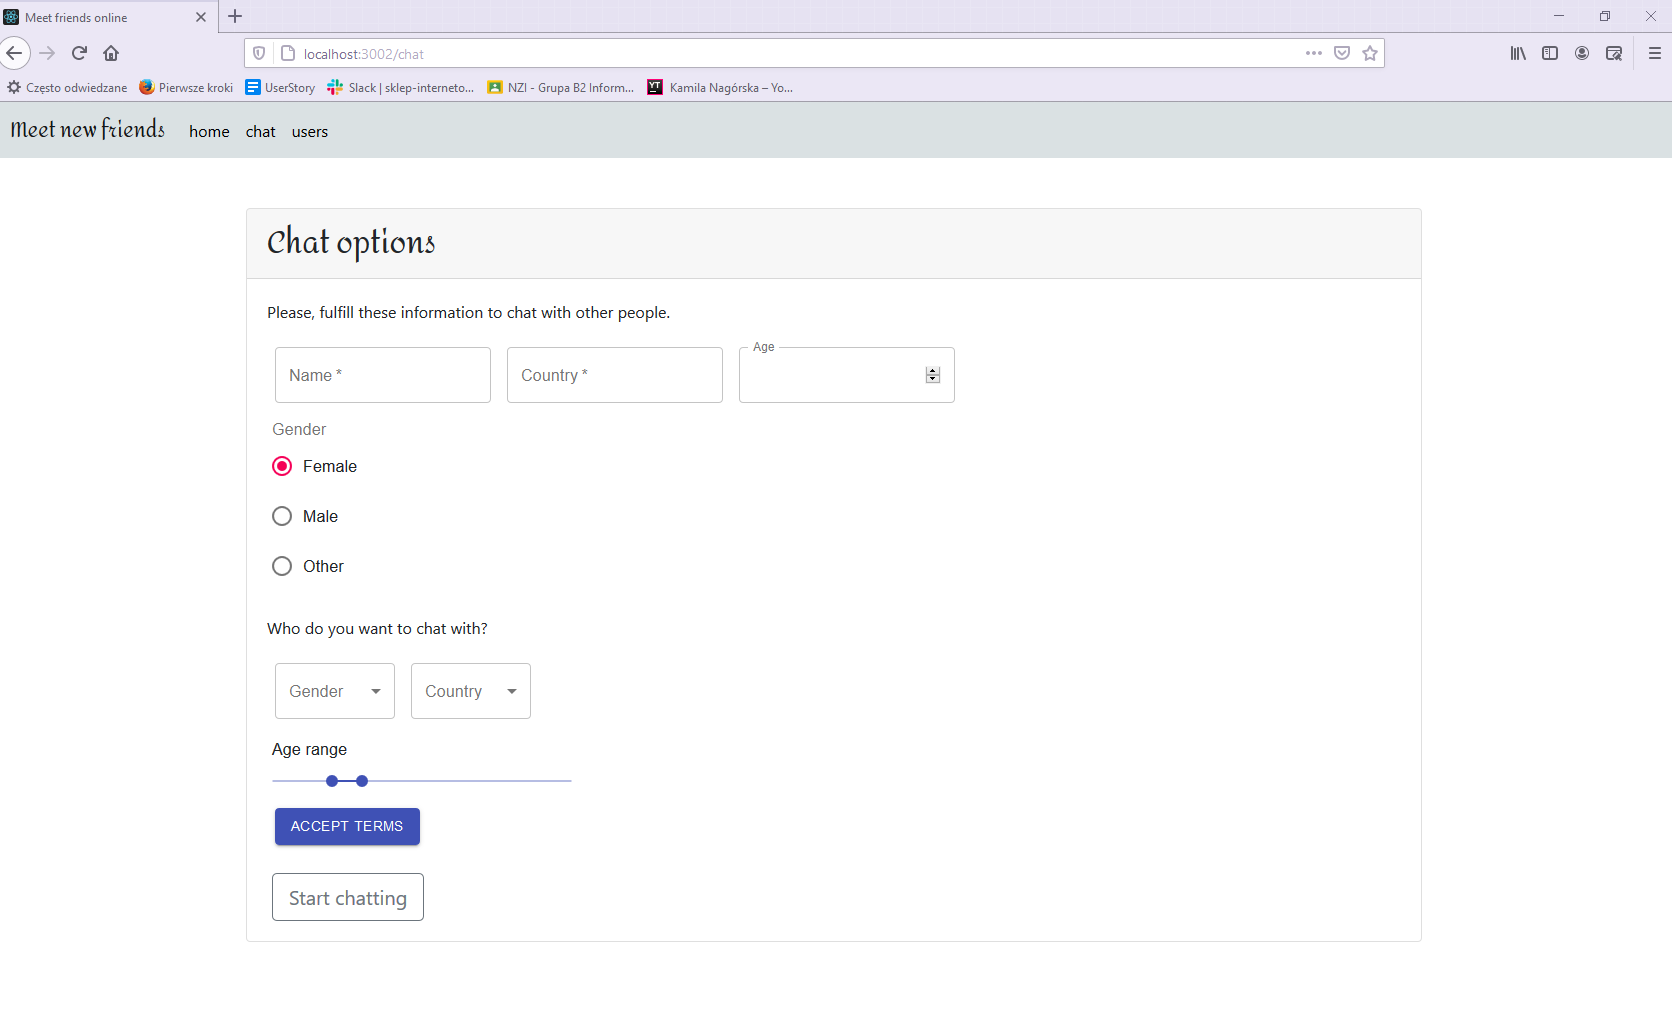 Meet friends online
localhost:3002/chat
Często odwiedzane Pierwsze kroki UserStory Slack | sklep-interneto... NZI - Grupa B2 Inform... YT Kamila Nagórska – Yo...
Meet new friends home chat users
Chat options
Please, fulfill these information to chat with other people.
Name * Country * Age
Gender
Female
Male
Other
Who do you want to chat with?
Gender Country
Age range
ACCEPT TERMS
Start chatting